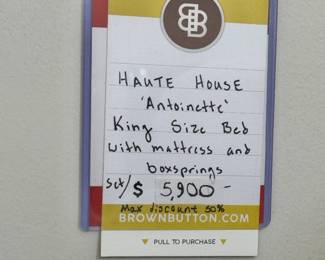 BB
HAUTE HOUSE
'Antoinette'
King Size Bed
with mattress and
boxsprings
set/$ 5,900-
Max discount 50%
BROWNBUTTON.COM
PULL TO PURCHASE